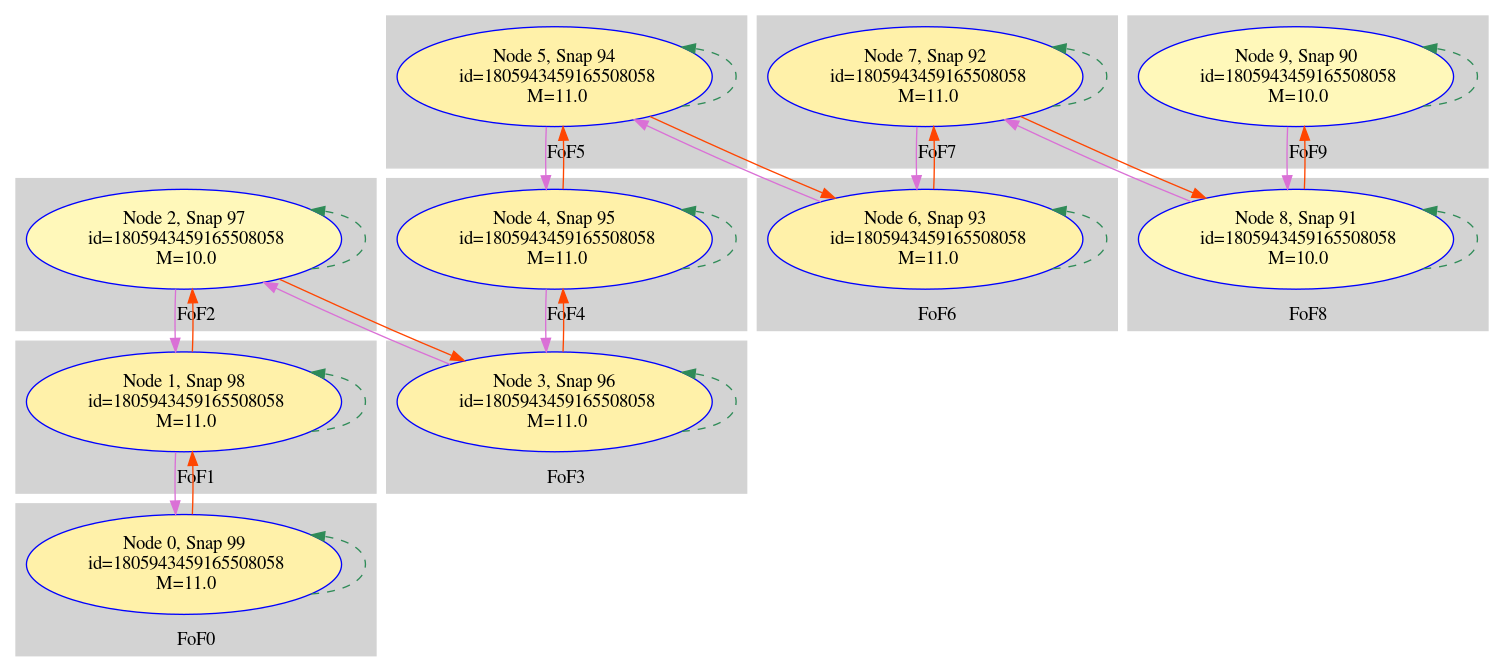 Node 5, Snap 94
id=1805943459165508058
M=11.0
FoF5
Node 7, Snap 92
id=1805943459165508058
M=11.0
FoF7
Node 9, Snap 90
id=1805943459165508058
M=10.0
FoF9
Node 2, Snap 97
id=1805943459165508058
M=10.0
FoF2
Node 4, Snap 95
id=1805943459165508058
M=11.0
FoF4
Node 6, Snap 93
id=1805943459165508058
M=11.0
FoF6
Node 8, Snap 91
id=1805943459165508058
M=10.0
FoF8
Node 1, Snap 98
id=1805943459165508058
M=11.0
FoF1
Node 3, Snap 96
id=1805943459165508058
M=11.0
FoF3
Node 0, Snap 99
id=1805943459165508058
M=11.0
FoF0